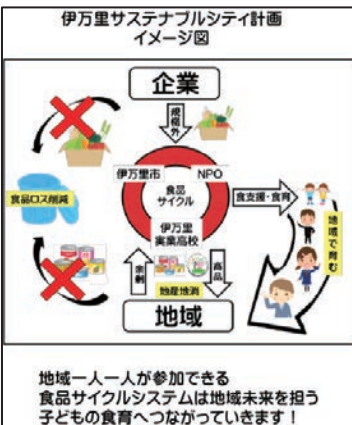 伊万里サステナブルシティ計画
イメージ図
企業
規格外
伊万里市
NPO
食品
サイクル
食品ロス削減
食支援・食育
伊万里
実業高校
地域で育む
余剰
商品
地産地消
地域
地域一人一人が参加できる
食品サイクルシステムは地域未来を担う
子どもの食育へつながっていきます！